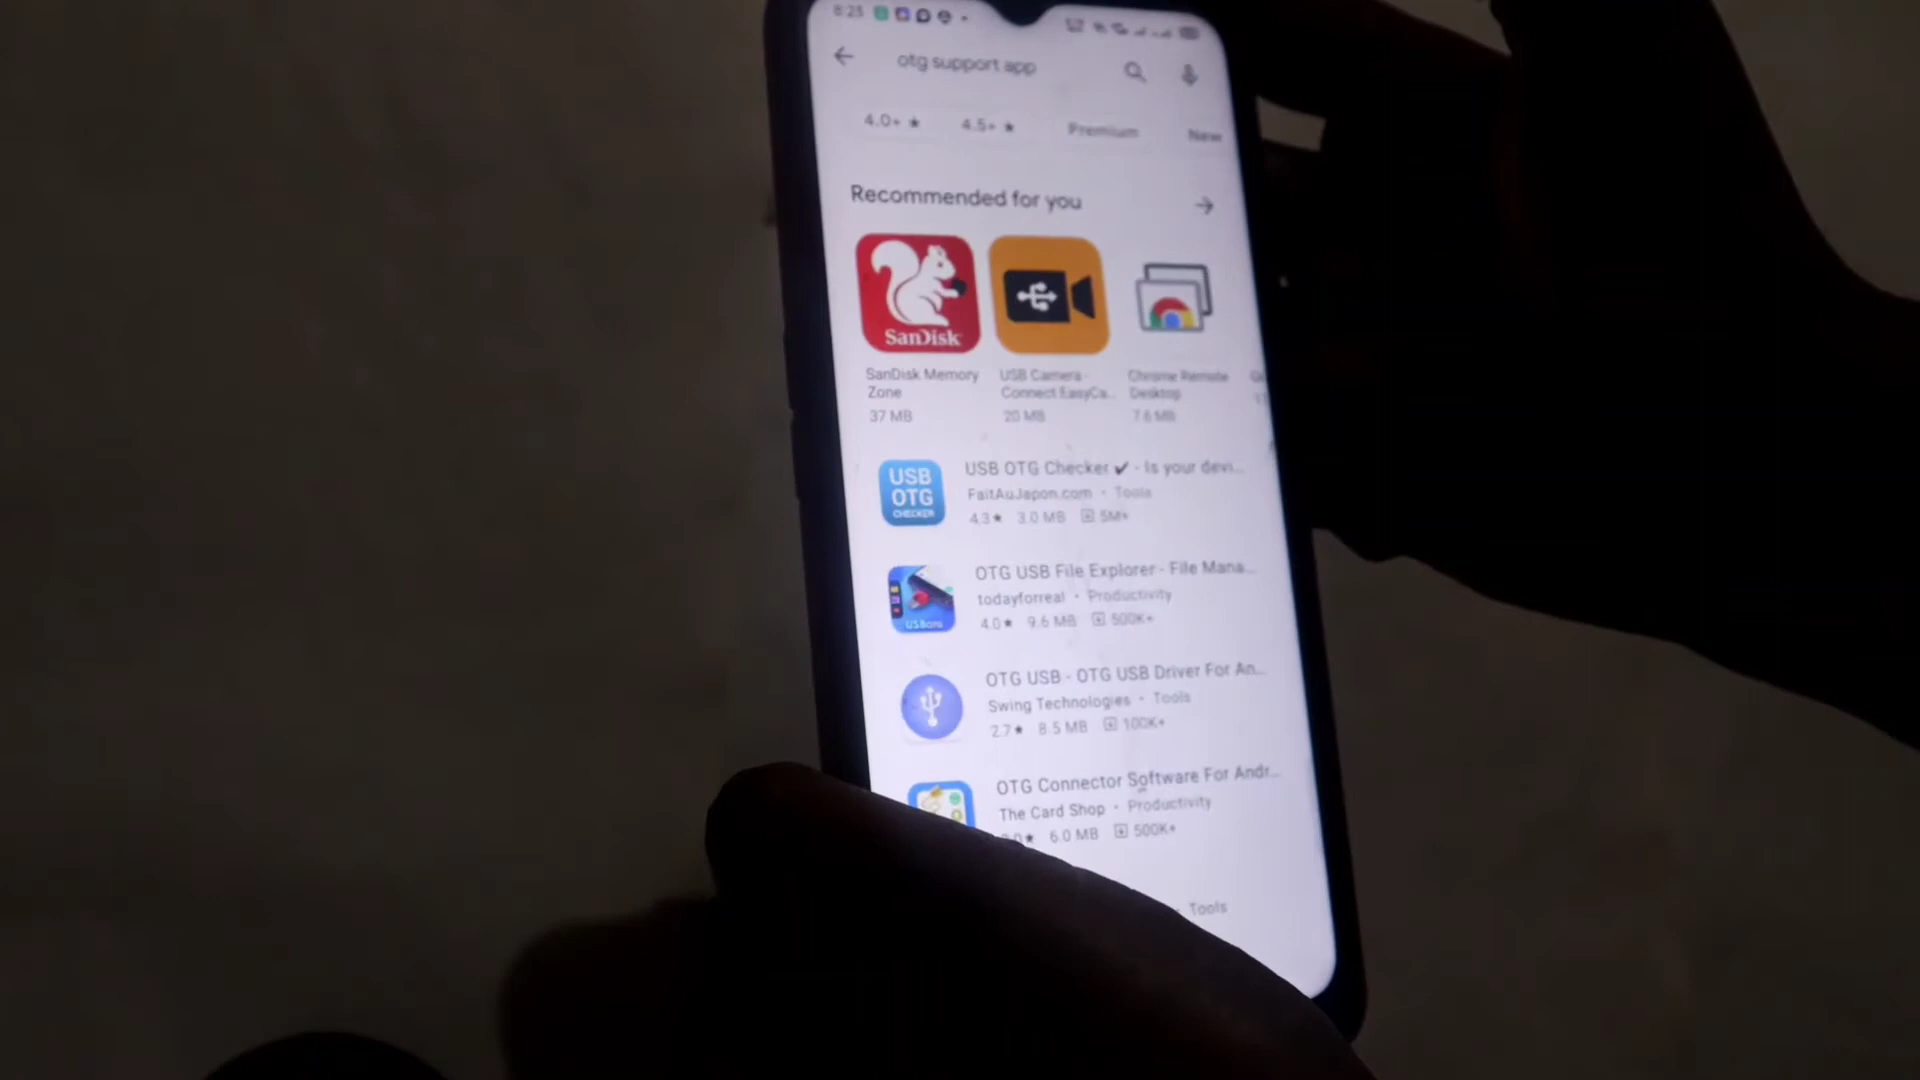 8:25
otg support app
4.0+ ★
4.5+ ★
Premium
New
Recommended for you
SanDisk
SanDisk Memory
Zone
37 MB
USB Camera -
Connect EasyCa...
20 MB
Chrome Remote
Desktop
7.6 MB
USB
OTG
CHECKER
USB OTG Checker ✔ - Is your devi...
FaitAuJapon.com • Tools
4.3★ 3.0 MB 5M+
OTG USB File Explorer - File Mana...
todayforreal • Productivity
4.0★ 9.6 MB 500K+
OTG USB - OTG USB Driver For An...
Swing Technologies • Tools
2.7★ 8.5 MB 100K+
OTG Connector Software For Andr...
The Card Shop • Productivity
6.0 MB 500K+
Tools